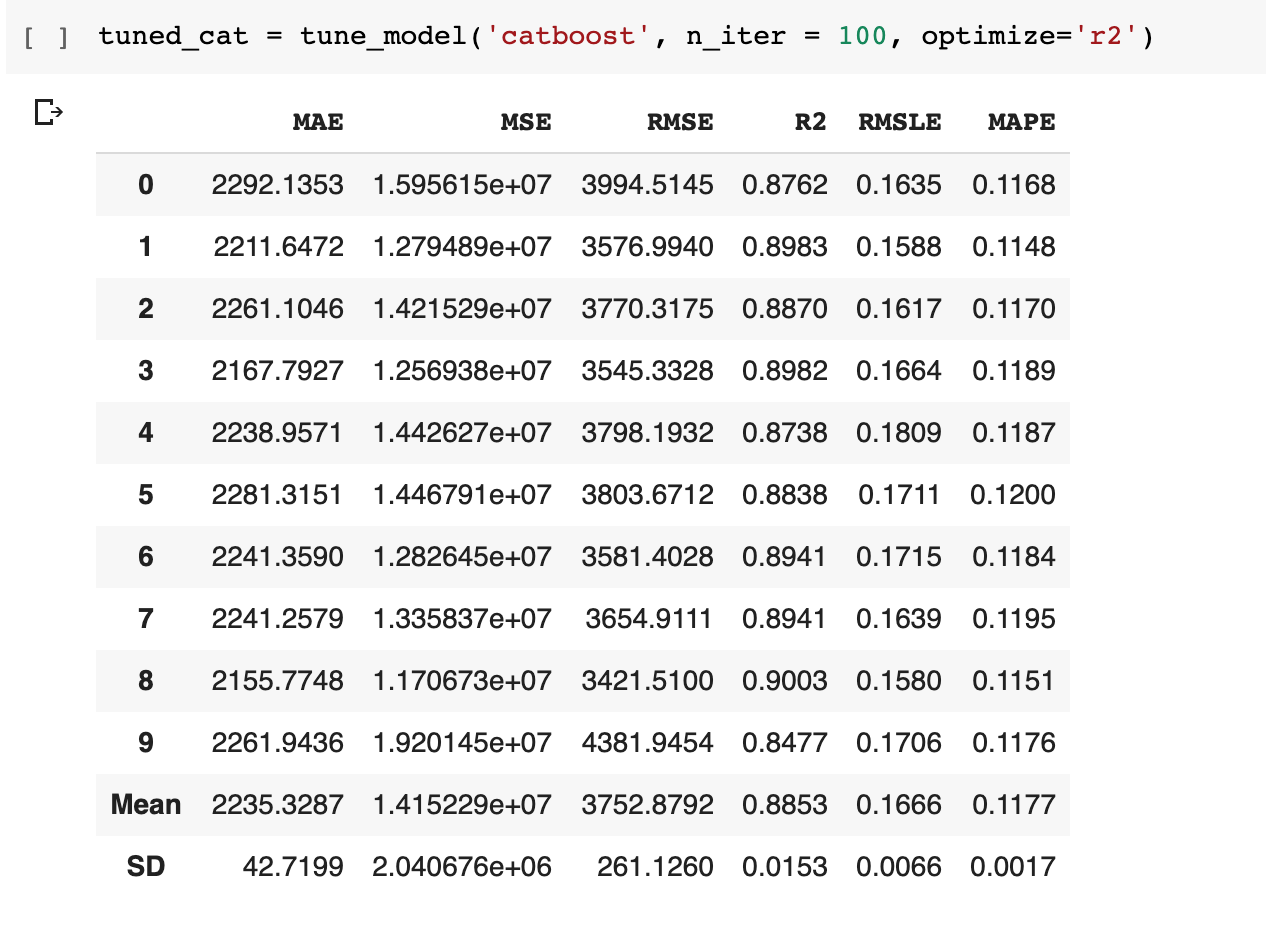 [ ] tuned_cat = tune_model('catboost', n_iter = 100, optimize='r2')
MAE MSE RMSE R2 RMSLE MAPE
0 2292.1353 1.595615e+07 3994.5145 0.8762 0.1635 0.1168
1 2211.6472 1.279489e+07 3576.9940 0.8983 0.1588 0.1148
2 2261.1046 1.421529e+07 3770.3175 0.8870 0.1617 0.1170
3 2167.7927 1.256938e+07 3545.3328 0.8982 0.1664 0.1189
4 2238.9571 1.442627e+07 3798.1932 0.8738 0.1809 0.1187
5 2281.3151 1.446791e+07 3803.6712 0.8838 0.1711 0.1200
6 2241.3590 1.282645e+07 3581.4028 0.8941 0.1715 0.1184
7 2241.2579 1.335837e+07 3654.9111 0.8941 0.1639 0.1195
8 2155.7748 1.170673e+07 3421.5100 0.9003 0.1580 0.1151
9 2261.9436 1.920145e+07 4381.9454 0.8477 0.1706 0.1176
Mean 2235.3287 1.415229e+07 3752.8792 0.8853 0.1666 0.1177
SD 42.7199 2.040676e+06 261.1260 0.0153 0.0066 0.0017